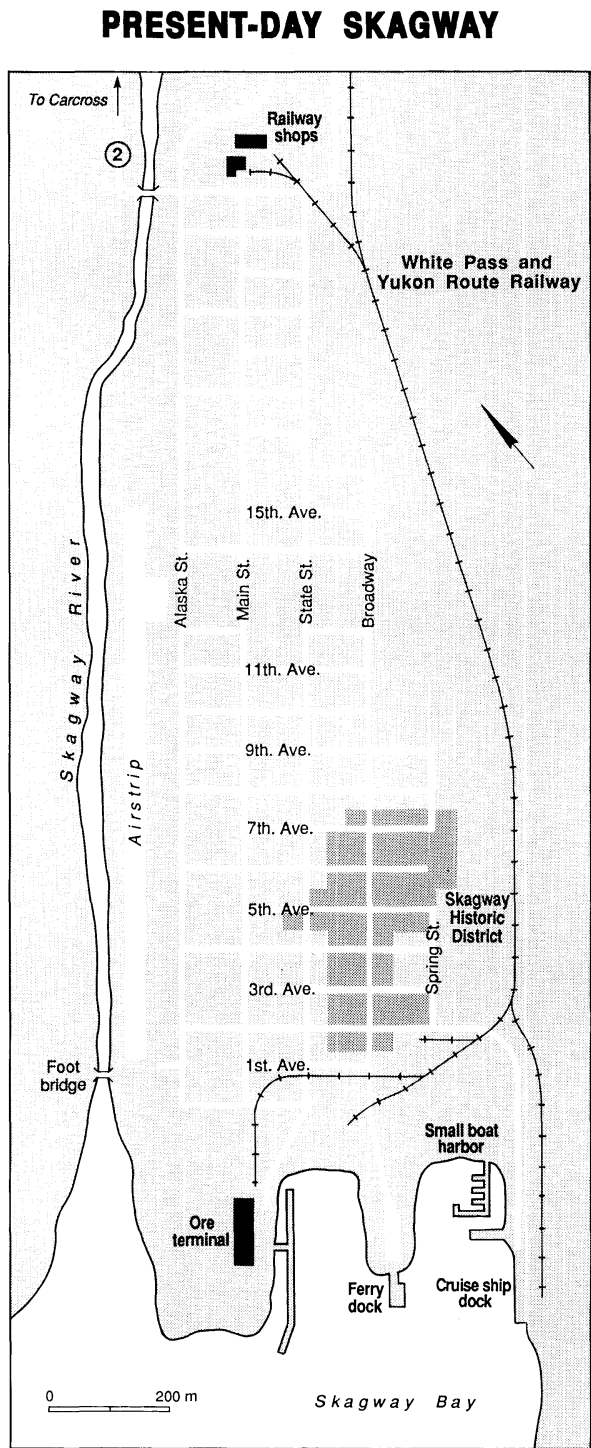 PRESENT-DAY SKAGWAY
To Carcross
2
Railway
shops
White Pass and
Yukon Route Railway
15th. Ave.
Alaska St.
Main St.
State St.
Broadway
Skagway River
11th. Ave.
9th. Ave.
Airstrip
7th. Ave.
5th. Ave.
Skagway
Historic
District
Spring St.
3rd. Ave.
1st. Ave.
Foot
bridge
Small boat
harbor
Ore
terminal
Ferry
dock
Cruise ship
dock
0 200 m
Skagway Bay